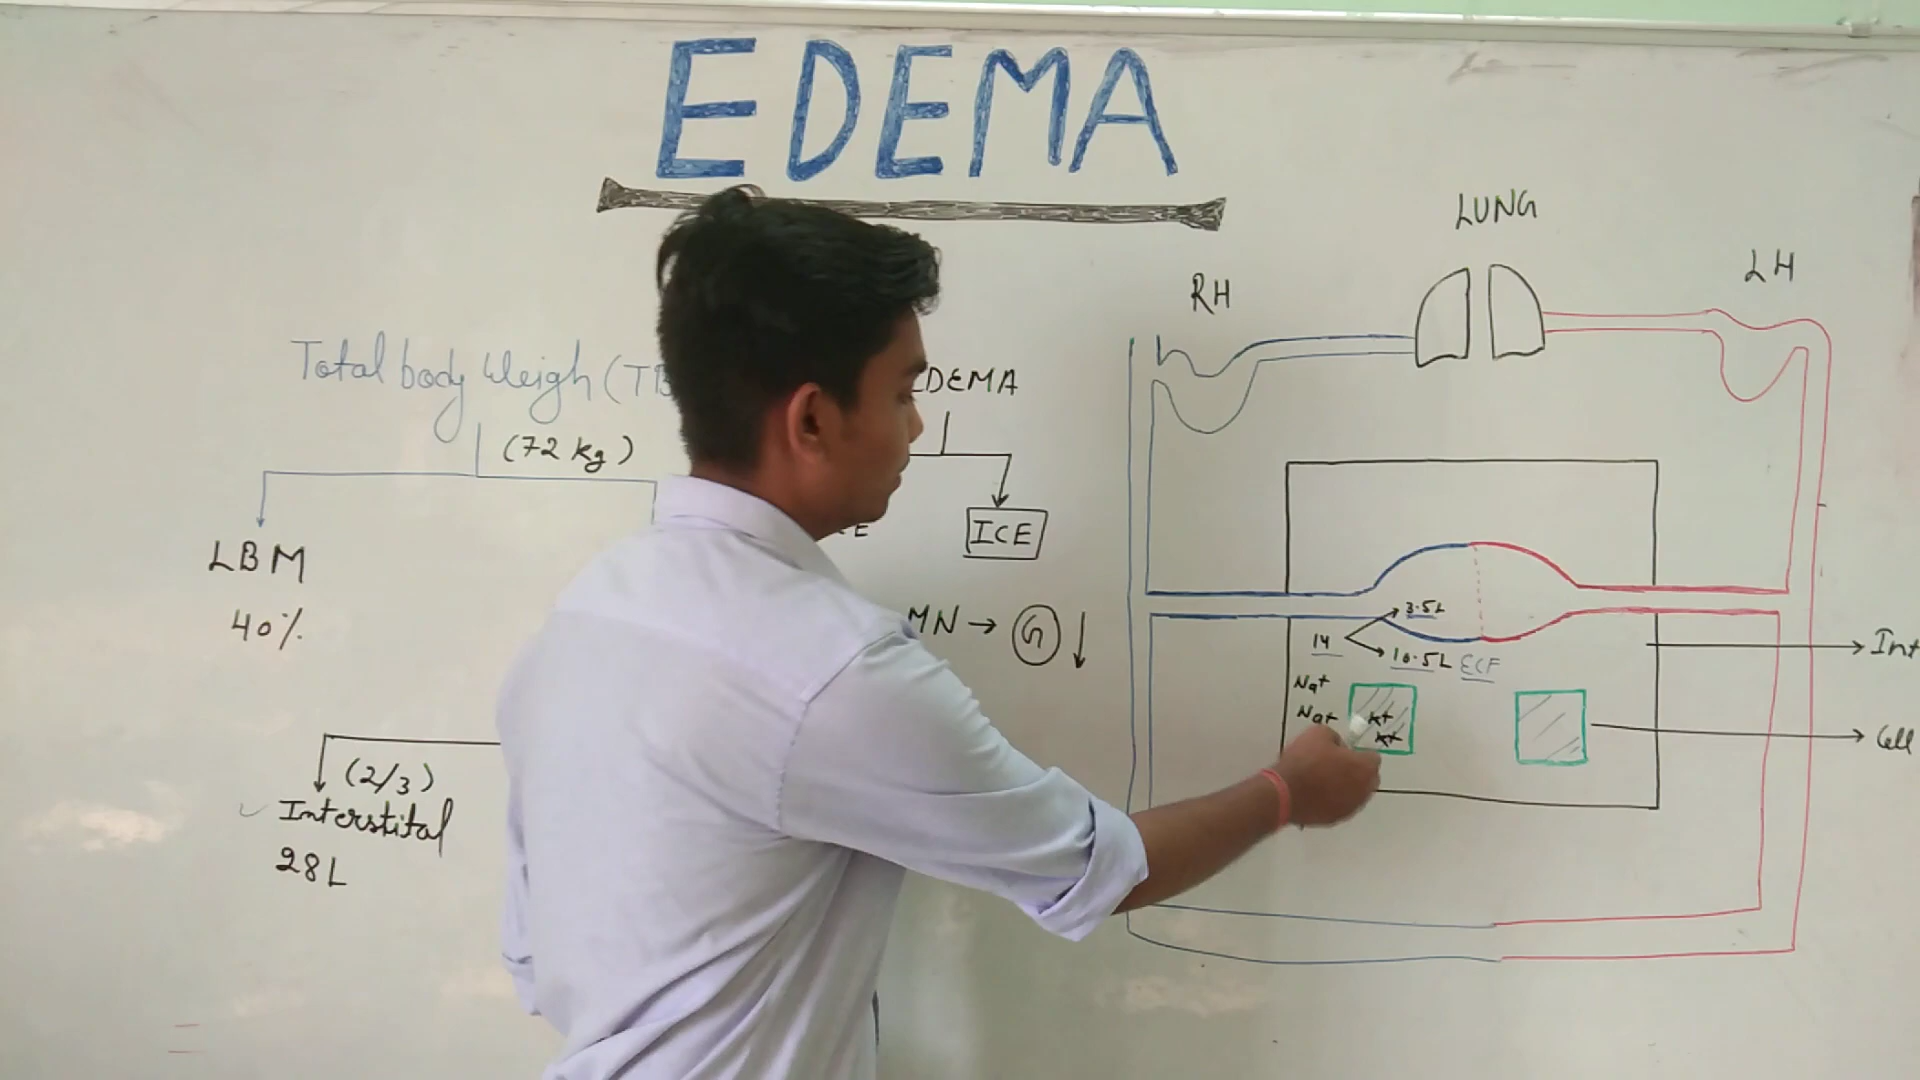 EDEMA
Total body Weigh (TB
(72 kg)
LBM
40%
(2/3)
Interstital
28L
EDEMA
ICE
MN → G ↓
LUNG
RH
LH
3.5L
14
10.5L ECF
Na+
Na+
K+
K+
Int
Cell